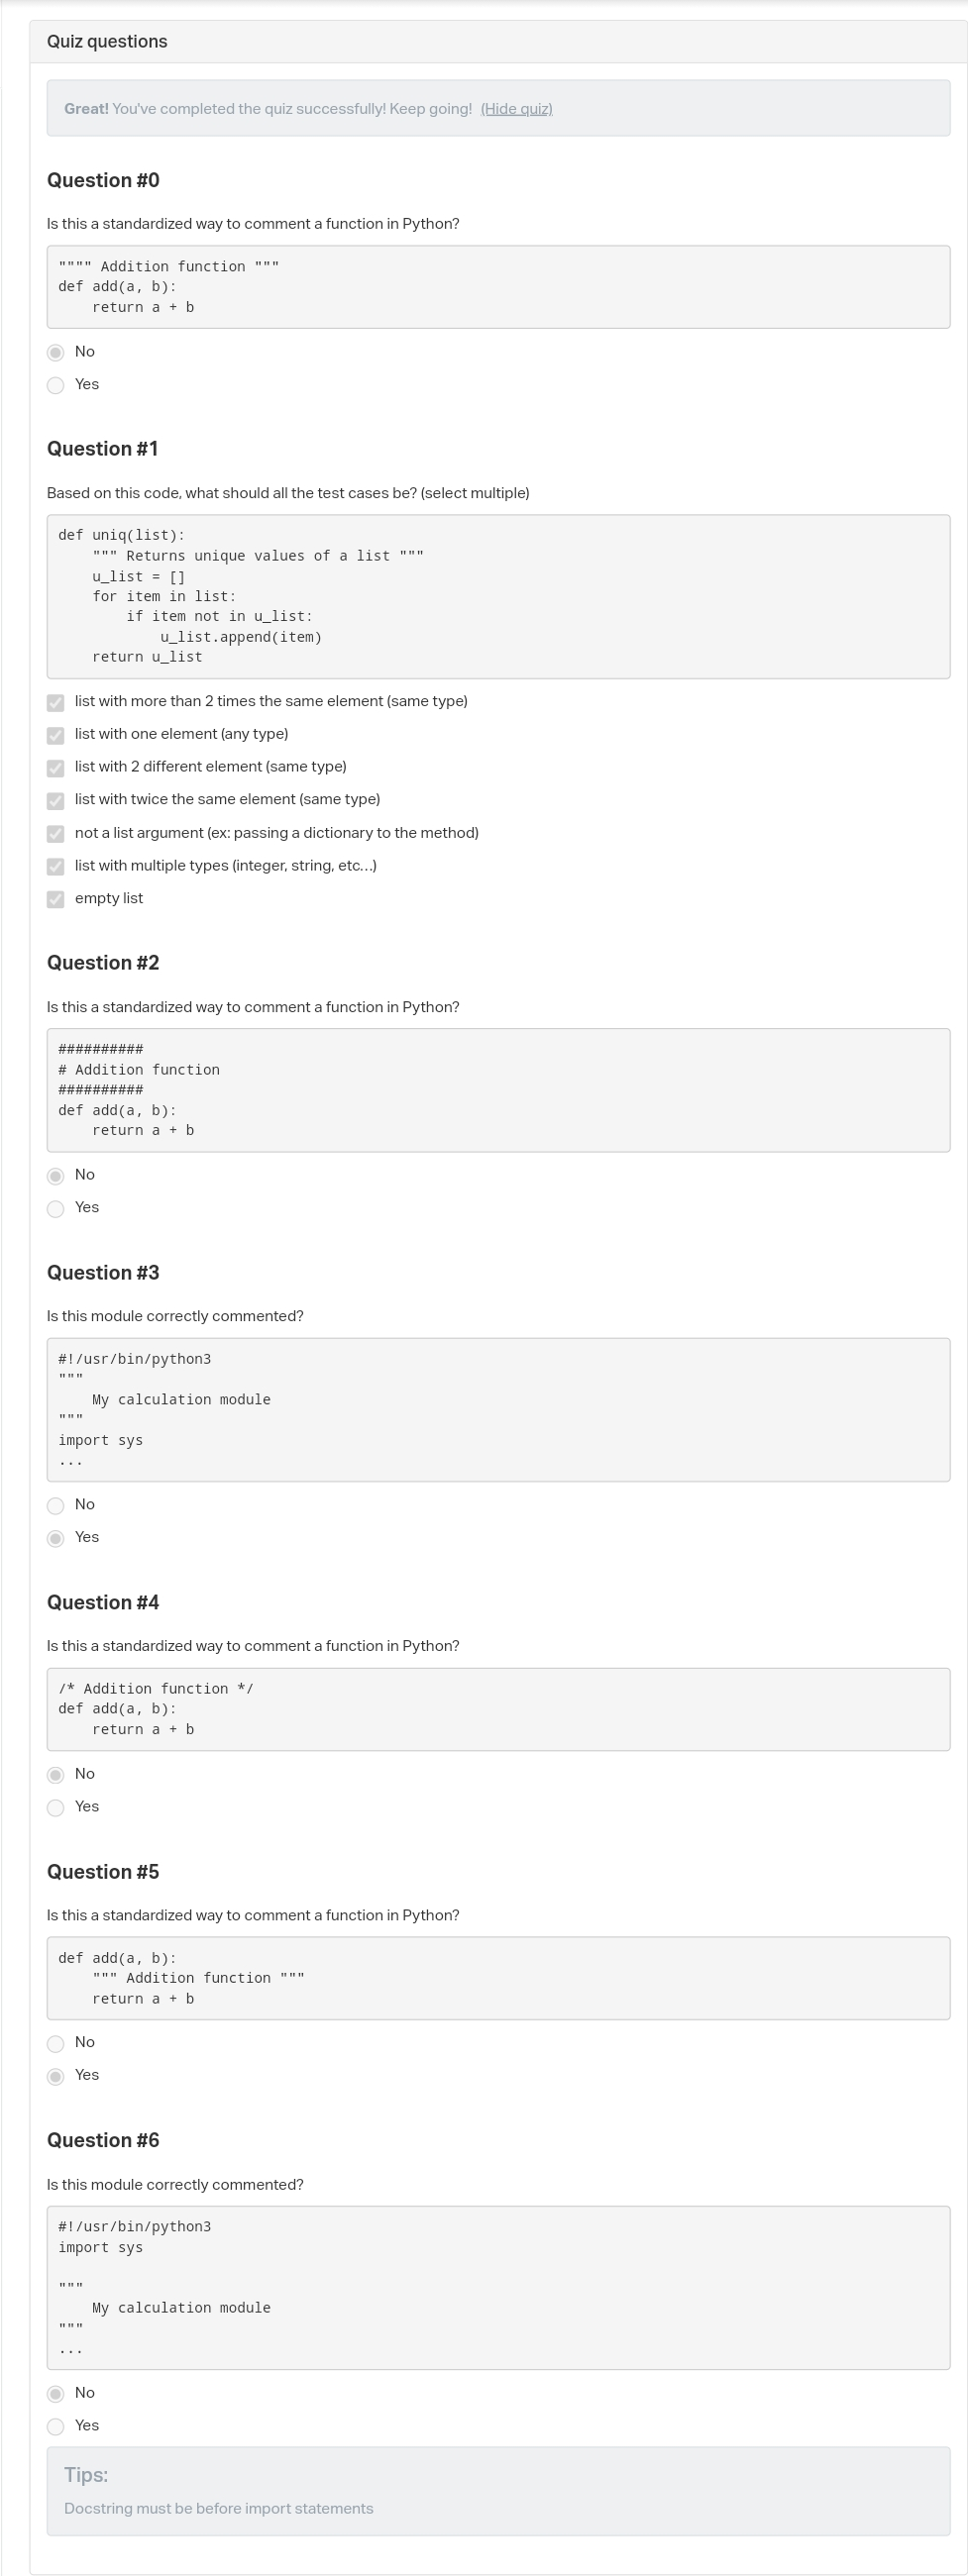 Quiz questions
Great! You've completed the quiz successfully! Keep going! (Hide quiz)
Question #0
Is this a standardized way to comment a function in Python?
"""" Addition function """
def add(a, b):
    return a + b
No
Yes
Question #1
Based on this code, what should all the test cases be? (select multiple)
def uniq(list):
    """ Returns unique values of a list """
    u_list = []
    for item in list:
        if item not in u_list:
            u_list.append(item)
    return u_list
list with more than 2 times the same element (same type)
list with one element (any type)
list with 2 different element (same type)
list with twice the same element (same type)
not a list argument (ex: passing a dictionary to the method)
list with multiple types (integer, string, etc...)
empty list
Question #2
Is this a standardized way to comment a function in Python?
##########
# Addition function
##########
def add(a, b):
    return a + b
No
Yes
Question #3
Is this module correctly commented?
#!/usr/bin/python3
"""
    My calculation module
"""
import sys
...
No
Yes
Question #4
Is this a standardized way to comment a function in Python?
/* Addition function */
def add(a, b):
    return a + b
No
Yes
Question #5
Is this a standardized way to comment a function in Python?
def add(a, b):
    """ Addition function """
    return a + b
No
Yes
Question #6
Is this module correctly commented?
#!/usr/bin/python3
import sys

"""
    My calculation module
"""
...
No
Yes
Tips:
Docstring must be before import statements